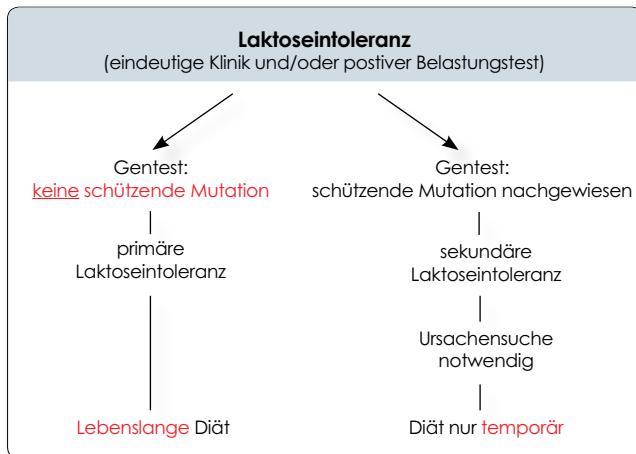 Laktoseintoleranz
(eindeutige Klinik und/oder postiver Belastungstest)
Gentest:
keine schützende Mutation
primäre
Laktoseintoleranz
Lebenslange Diät
Gentest:
schützende Mutation nachgewiesen
sekundäre
Laktoseintoleranz
Ursachensuche
notwendig
Diät nur temporär